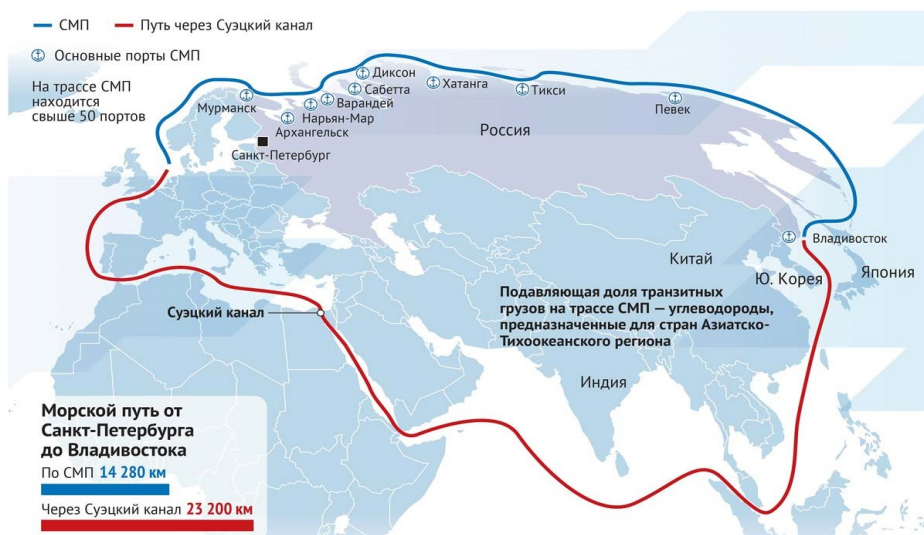 СМП
Путь через Суэцкий канал
Основные порты СМП
На трассе СМП
находится
свыше 50 портов
Диксон
Сабетта
Хатанга
Тикси
Певек
Мурманск
Варандей
Нарьян-Мар
Архангельск
Санкт-Петербург
Россия
Владивосток
Китай
Япония
Ю. Корея
Подавляющая доля транзитных
грузов на трассе СМП — углеводороды,
предназначенные для стран Азиатско-
Тихоокеанского региона
Суэцкий канал
Индия
Морской путь от
Санкт-Петербурга
до Владивостока
По СМП 14 280 км
Через Суэцкий канал 23 200 км